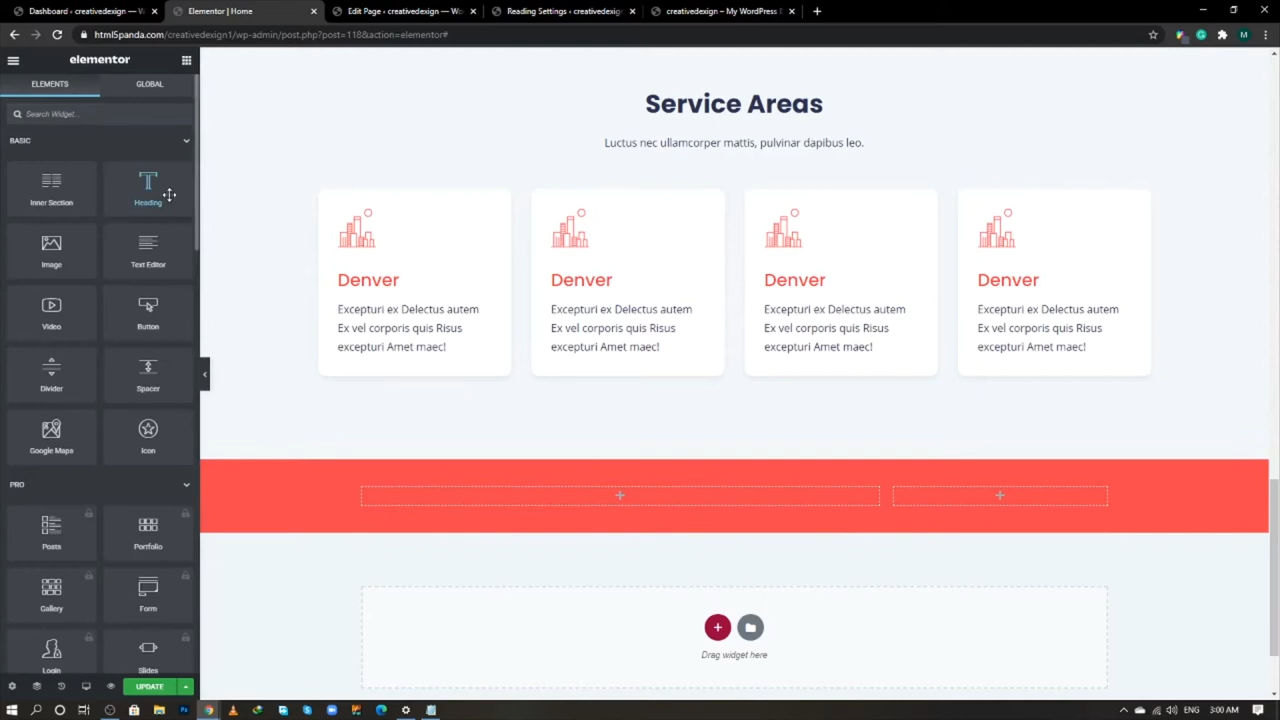 Dashboard ‹ creativedesign1 — W
Elementor | Home
Edit Page ‹ creativedesign — Wo
Reading Settings ‹ creativedesig
creativedesign – My WordPress B
html5panda.com/creativedesign1/wp-admin/post.php?post=118&action=elementor#
M
elementor
ELEMENTS
GLOBAL
Search Widget...
BASIC
Inner Section
Heading
Image
Text Editor
Video
Button
Divider
Spacer
Google Maps
Icon
PRO
Posts
Portfolio
Gallery
Form
Login
Slides
UPDATE
Service Areas
Luctus nec ullamcorper mattis, pulvinar dapibus leo.
Denver
Excepturi ex Delectus autem
Ex vel corporis quis Risus
excepturi Amet maec!
Denver
Excepturi ex Delectus autem
Ex vel corporis quis Risus
excepturi Amet maec!
Denver
Excepturi ex Delectus autem
Ex vel corporis quis Risus
excepturi Amet maec!
Denver
Excepturi ex Delectus autem
Ex vel corporis quis Risus
excepturi Amet maec!
Drag widget here
ENG
3:00 AM